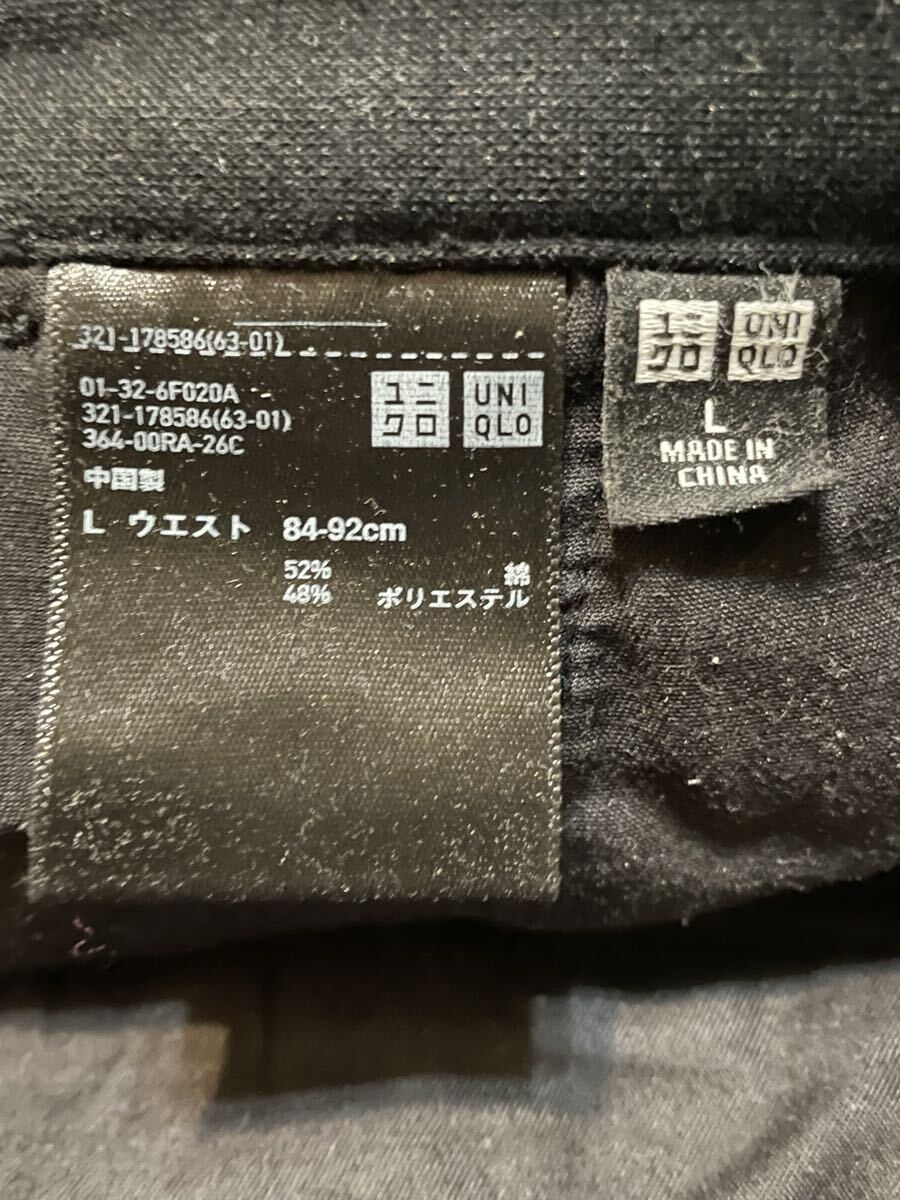 321-178586(63-01)
01-32-6F020A
321-178586(63-01)
364-00RA-26C
中国製
ユニ
クロ
UNI
QLO
L ウエスト 84-92cm
52% 綿
48% ポリエステル
ユニ
クロ
UNI
QLO
L
MADE IN
CHINA